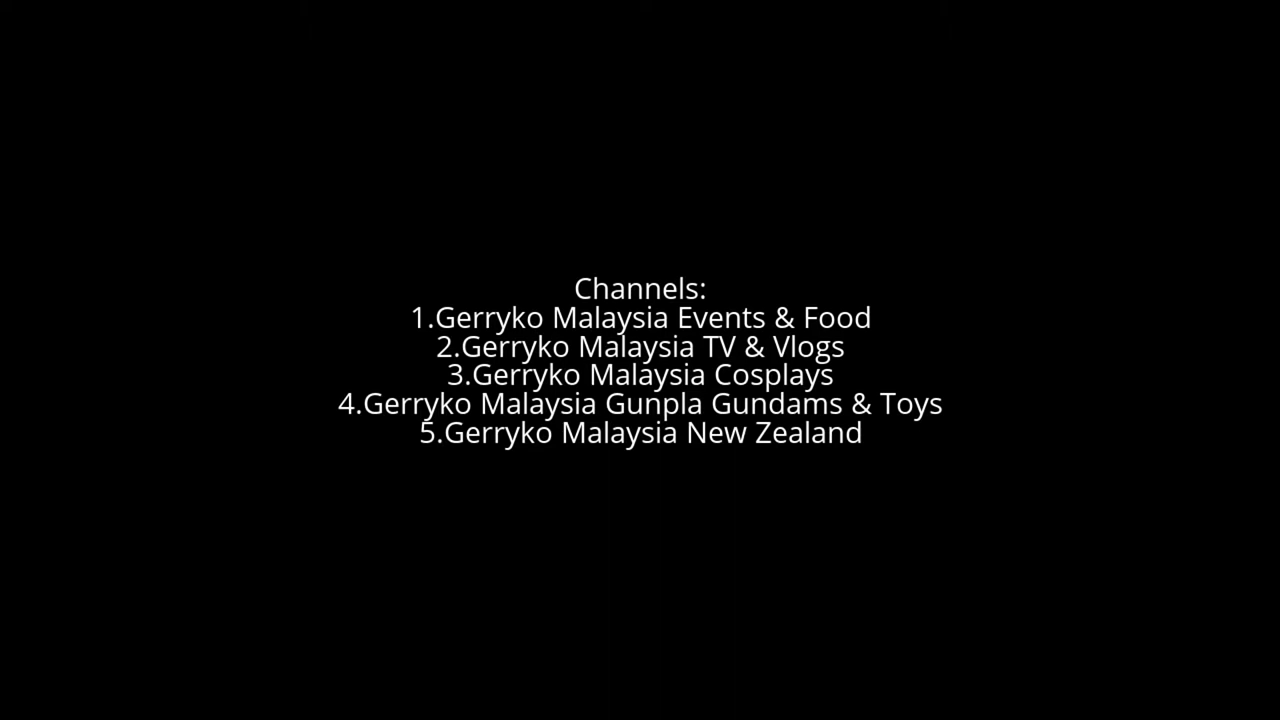 Channels:
1.Gerryko Malaysia Events & Food
2.Gerryko Malaysia TV & Vlogs
3.Gerryko Malaysia Cosplays
4.Gerryko Malaysia Gunpla Gundams & Toys
5.Gerryko Malaysia New Zealand